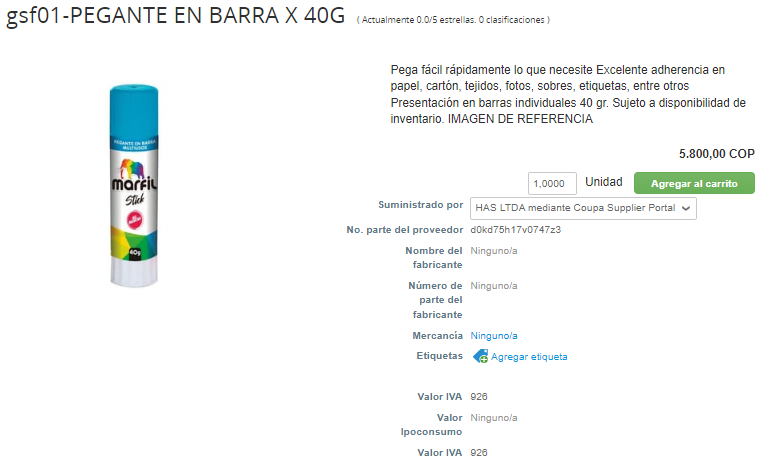 gsf01-PEGANTE EN BARRA X 40G ( Actualmente 0.0/5 estrellas. 0 clasificaciones )
Pega fácil rápidamente lo que necesite Excelente adherencia en
papel, cartón, tejidos, fotos, sobres, etiquetas, entre otros
Presentación en barras individuales 40 gr. Sujeto a disponibilidad de
inventario. IMAGEN DE REFERENCIA
PEGANTE EN BARRA
marfil
Stick
40g
5.800,00 COP
1,0000 Unidad Agregar al carrito
Suministrado por HAS LTDA mediante Coupa Supplier Portal
No. parte del proveedor d0kd75h17v0747z3
Nombre del Ninguno/a
fabricante
Número de Ninguno/a
parte del
fabricante
Mercancía Ninguno/a
Etiquetas Agregar etiqueta
Valor IVA 926
Valor Ninguno/a
Ipoconsumo
Valor IVA 926